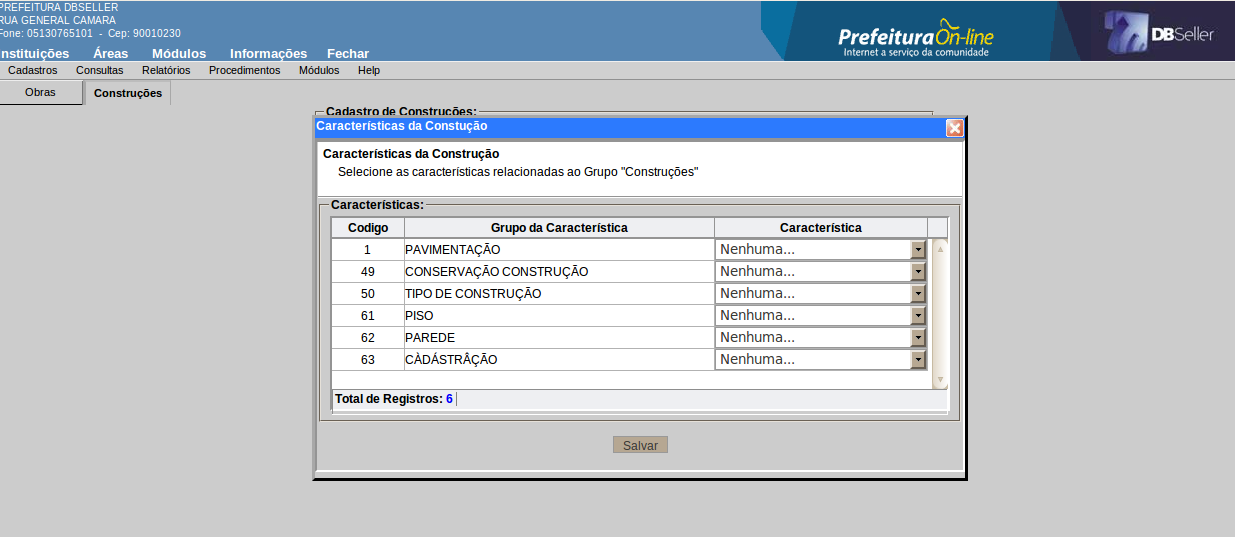 PREFEITURA DBSELLER
RUA GENERAL CAMARA
Fone: 05130765101 - Cep: 90010230
Instituições Áreas Módulos Informações Fechar
PrefeituraOn-line
Internet a serviço da comunidade
DBSeller
Cadastros Consultas Relatórios Procedimentos Módulos Help
Obras Construções
Cadastro de Construções:
Características da Constução
Características da Construção
Selecione as características relacionadas ao Grupo "Construções"
Características:
Codigo Grupo da Característica Característica
1 PAVIMENTAÇÃO Nenhuma...
49 CONSERVAÇÃO CONSTRUÇÃO Nenhuma...
50 TIPO DE CONSTRUÇÃO Nenhuma...
61 PISO Nenhuma...
62 PAREDE Nenhuma...
63 CÀDÁSTRÂÇÃO Nenhuma...
Total de Registros: 6
Salvar